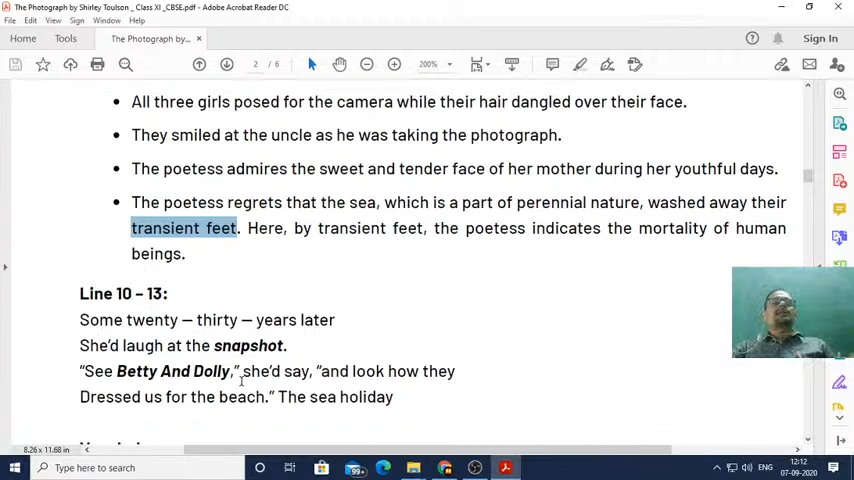 The Photograph by Shirley Toulson _ Class XI _CBSE.pdf - Adobe Acrobat Reader DC
File Edit View Sign Window Help
Home Tools The Photograph by... × Sign In
2 / 6 200%
• All three girls posed for the camera while their hair dangled over their face.
• They smiled at the uncle as he was taking the photograph.
• The poetess admires the sweet and tender face of her mother during her youthful days.
• The poetess regrets that the sea, which is a part of perennial nature, washed away their
transient feet. Here, by transient feet, the poetess indicates the mortality of human
beings.
Line 10 – 13:
Some twenty – thirty – years later
She'd laugh at the snapshot.
“See Betty And Dolly,” she'd say, “and look how they
Dressed us for the beach.” The sea holiday
8.26 x 11.68 in
Type here to search
99+
ENG
12:12
07-09-2020